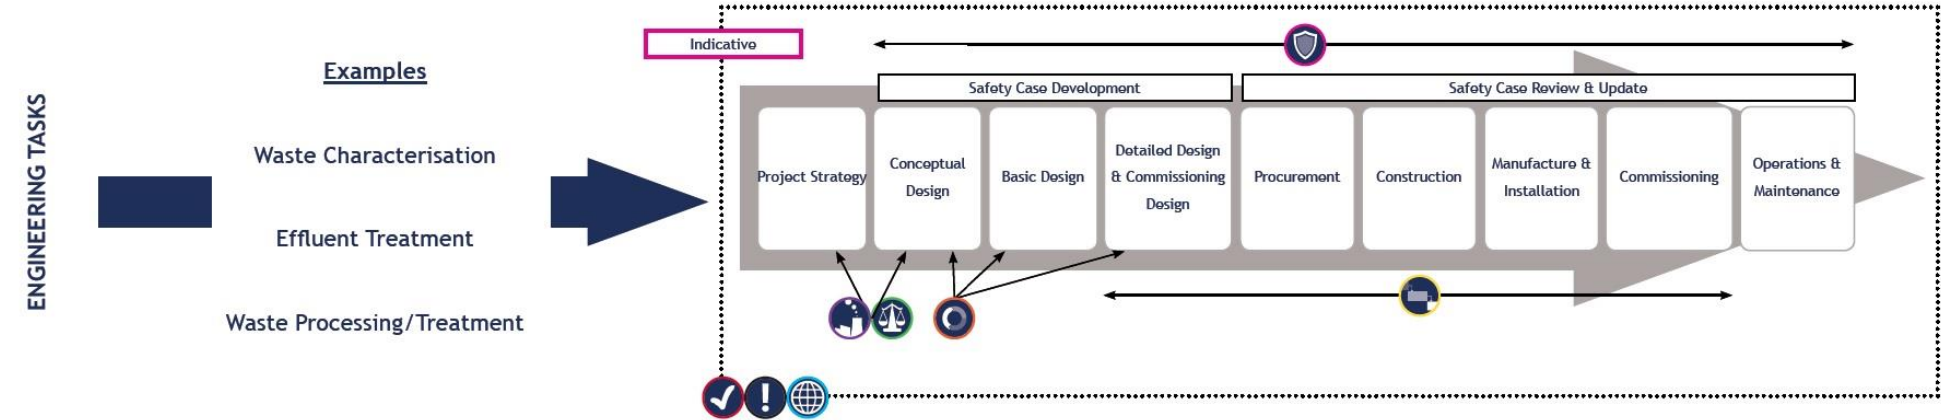 ENGINEERING TASKS
Examples
Waste Characterisation
Effluent Treatment
Waste Processing/Treatment
Indicative
Safety Case Development
Safety Case Review & Update
Project Strategy
Conceptual
Design
Basic Design
Detailed Design
& Commissioning
Design
Procurement
Construction
Manufacture &
Installation
Commissioning
Operations &
Maintenance